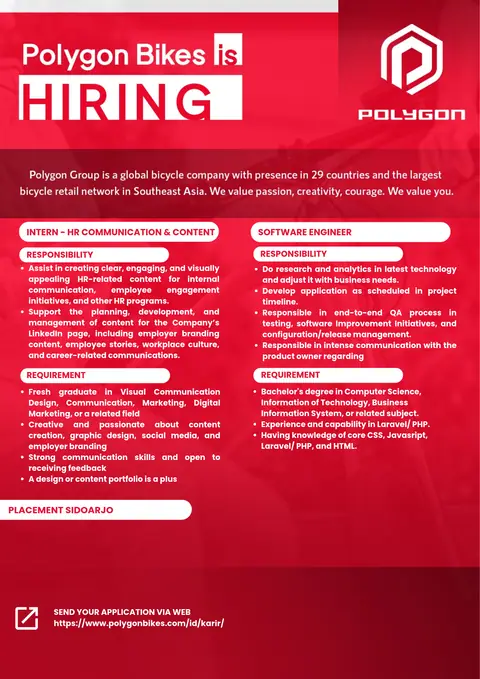 Polygon Bikes is
HIRING
POLYGON
Polygon Group is a global bicycle company with presence in 29 countries and the largest
bicycle retail network in Southeast Asia. We value passion, creativity, courage. We value you.
INTERN - HR COMMUNICATION & CONTENT
RESPONSIBILITY
• Assist in creating clear, engaging, and visually
appealing HR-related content for internal
communication, employee engagement
initiatives, and other HR programs.
• Support the planning, development, and
management of content for the Company's
LinkedIn page, including employer branding
content, employee stories, workplace culture,
and career-related communications.
REQUIREMENT
• Fresh graduate in Visual Communication
Design, Communication, Marketing, Digital
Marketing, or a related field
• Creative and passionate about content
creation, graphic design, social media, and
employer branding
• Strong communication skills and open to
receiving feedback
• A design or content portfolio is a plus
SOFTWARE ENGINEER
RESPONSIBILITY
• Do research and analytics in latest technology
and adjust it with business needs.
• Develop application as scheduled in project
timeline.
• Responsible in end-to-end QA process in
testing, software improvement initiatives, and
configuration/release management.
• Responsible in intense communication with the
product owner regarding
REQUIREMENT
• Bachelor's degree in Computer Science,
Information of Technology, Business
Information System, or related subject.
• Experience and capability in Laravel/ PHP.
• Having knowledge of core CSS, Javasript,
Laravel/ PHP, and HTML.
PLACEMENT SIDOARJO
SEND YOUR APPLICATION VIA WEB
https://www.polygonbikes.com/id/karir/